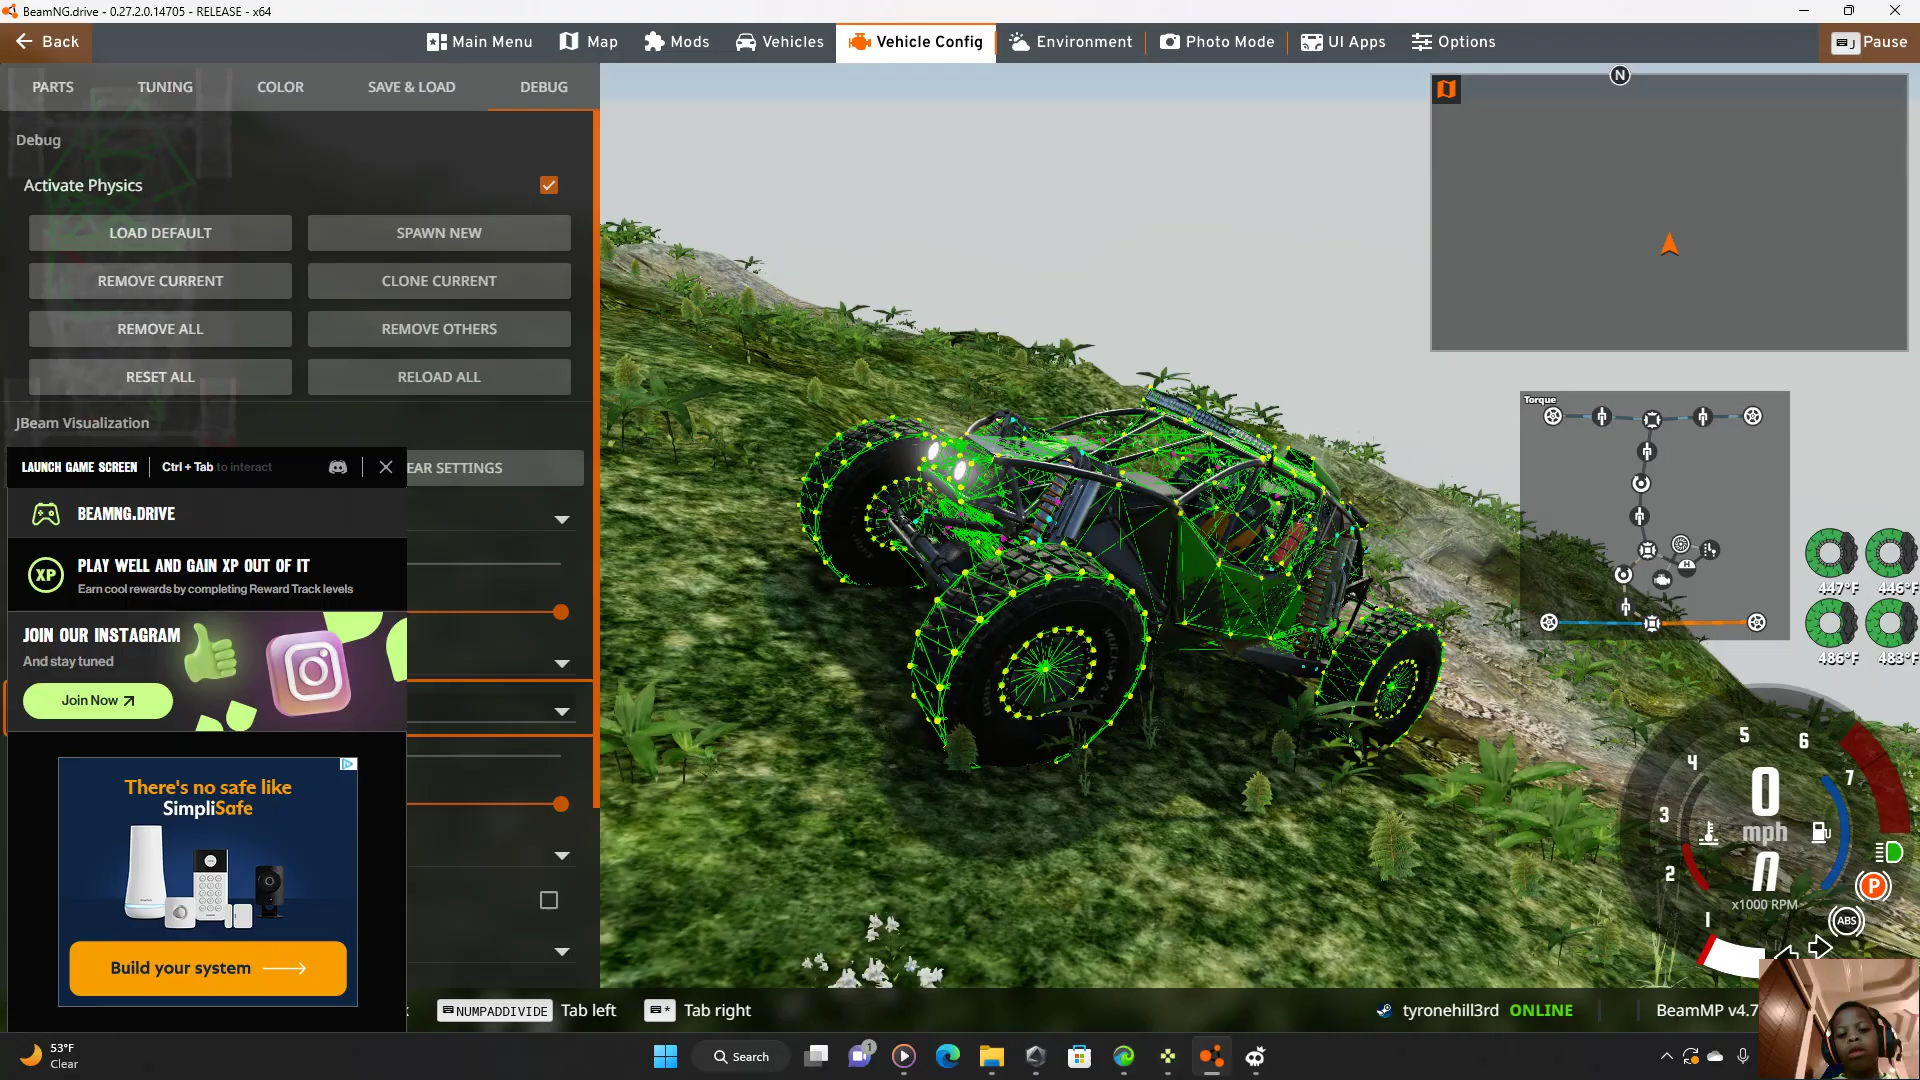 BeamNG.drive - 0.27.2.0.14705 - RELEASE - x64
Back
Main Menu
Map
Mods
Vehicles
Vehicle Config
Environment
Photo Mode
UI Apps
Options
J Pause
PARTS
TUNING
COLOR
SAVE & LOAD
DEBUG
N
Debug
Activate Physics
LOAD DEFAULT
SPAWN NEW
REMOVE CURRENT
CLONE CURRENT
REMOVE ALL
REMOVE OTHERS
RESET ALL
RELOAD ALL
JBeam Visualization
LAUNCH GAME SCREEN
Ctrl + Tab to interact
EAR SETTINGS
BEAMNG.DRIVE
XP
PLAY WELL AND GAIN XP OUT OF IT
Earn cool rewards by completing Reward Track levels
JOIN OUR INSTAGRAM
And stay tuned
Join Now
There's no safe like
SimpliSafe
Build your system
Torque
H
447°F
446°F
486°F
483°F
1
2
3
4
5
6
7
0
mph
0
x1000 RPM
P
ABS
k
NUMPADDIVIDE
Tab left
*
Tab right
tyronehill3rd ONLINE
BeamMP v4.7
53°F
Clear
Search
1